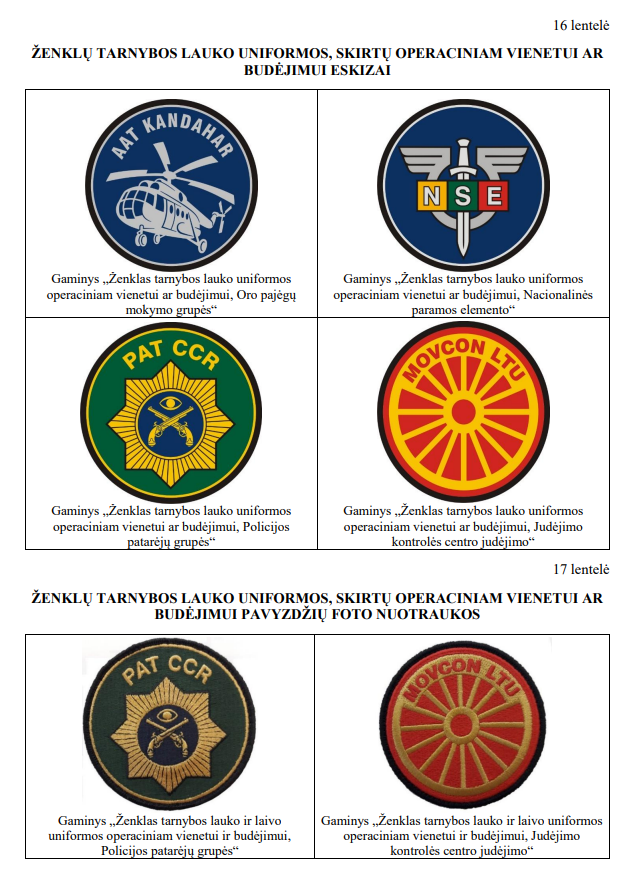 16 lentelė
ŽENKLŲ TARNYBOS LAUKO UNIFORMOS, SKIRTŲ OPERACINIAM VIENETUI AR
BUDĖJIMUI ESKIZAI
AAT KANDAHAR
Gaminys „Ženklas tarnybos lauko uniformos
operaciniam vienetui ar budėjimui, Oro pajėgų
mokymo grupės“
N S E
Gaminys „Ženklas tarnybos lauko uniformos
operaciniam vienetui ar budėjimui, Nacionalinės
paramos elemento“
PAT CCR
Gaminys „Ženklas tarnybos lauko uniformos
operaciniam vienetui ar budėjimui, Policijos
patarėjų grupės“
MOVCON LTU
Gaminys „Ženklas tarnybos lauko uniformos
operaciniam vienetui ar budėjimui, Judėjimo
kontrolės centro judėjimo“
17 lentelė
ŽENKLŲ TARNYBOS LAUKO UNIFORMOS, SKIRTŲ OPERACINIAM VIENETUI AR
BUDĖJIMUI PAVYZDŽIŲ FOTO NUOTRAUKOS
PAT CCR
Gaminys „Ženklas tarnybos lauko ir laivo
uniformos operaciniam vienetui ir budėjimui,
Policijos patarėjų grupės“
MOVCON LTU
Gaminys „Ženklas tarnybos lauko ir laivo uniformos
operaciniam vienetui ir budėjimui, Judėjimo
kontrolės centro judėjimo“